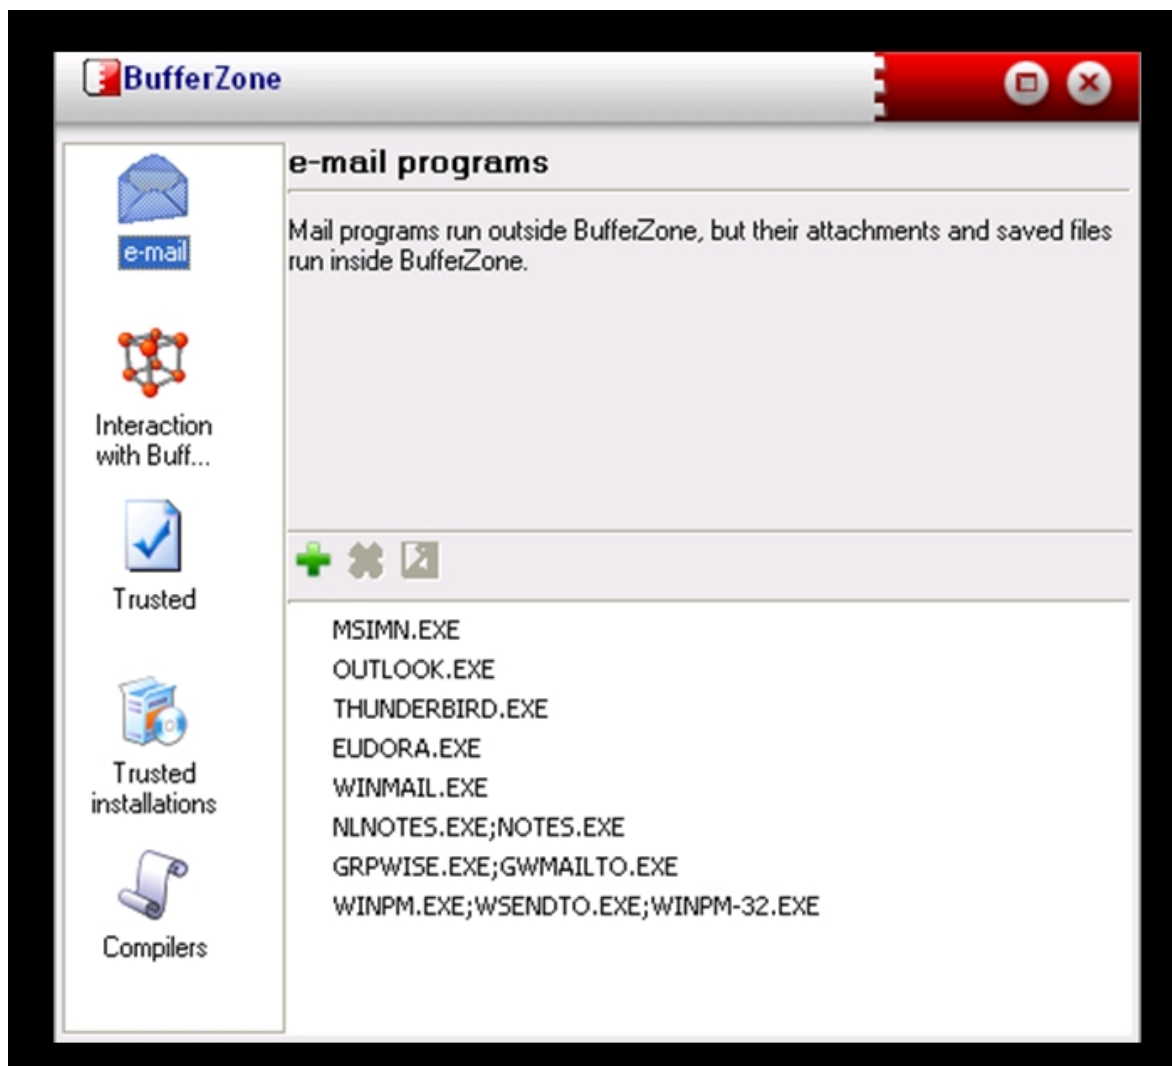 BufferZone
e-mail
Interaction
with Buff...
Trusted
Trusted
installations
Compilers
e-mail programs
Mail programs run outside BufferZone, but their attachments and saved files
run inside BufferZone.
MSIMN.EXE
OUTLOOK.EXE
THUNDERBIRD.EXE
EUDORA.EXE
WINMAIL.EXE
NLNOTES.EXE;NOTES.EXE
GRPWISE.EXE;GWMAILTO.EXE
WINPM.EXE;WSENDTO.EXE;WINPM-32.EXE